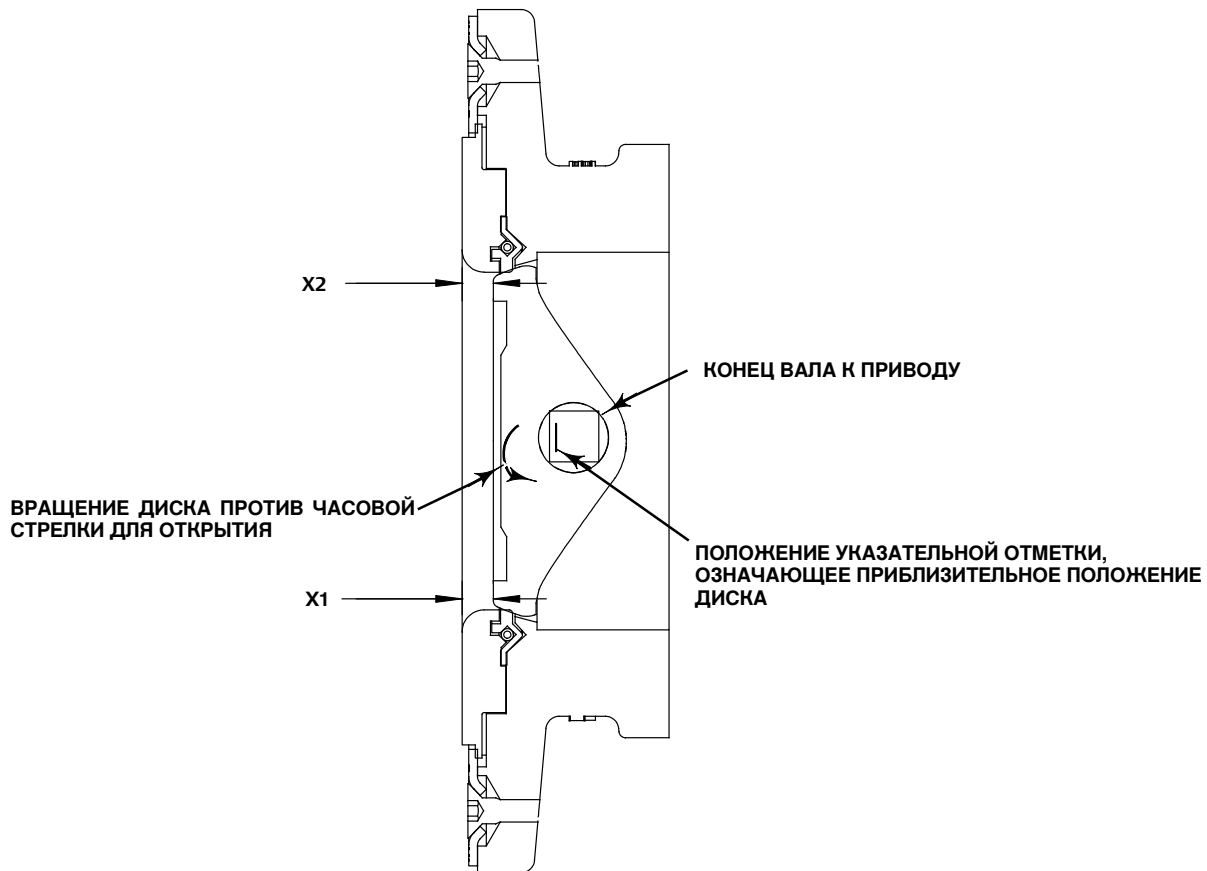 X2
КОНЕЦ ВАЛА К ПРИВОДУ
ВРАЩЕНИЕ ДИСКА ПРОТИВ ЧАСОВОЙ
СТРЕЛКИ ДЛЯ ОТКРЫТИЯ
ПОЛОЖЕНИЕ УКАЗАТЕЛЬНОЙ ОТМЕТКИ,
ОЗНАЧАЮЩЕЕ ПРИБЛИЗИТЕЛЬНОЕ ПОЛОЖЕНИЕ
ДИСКА
X1